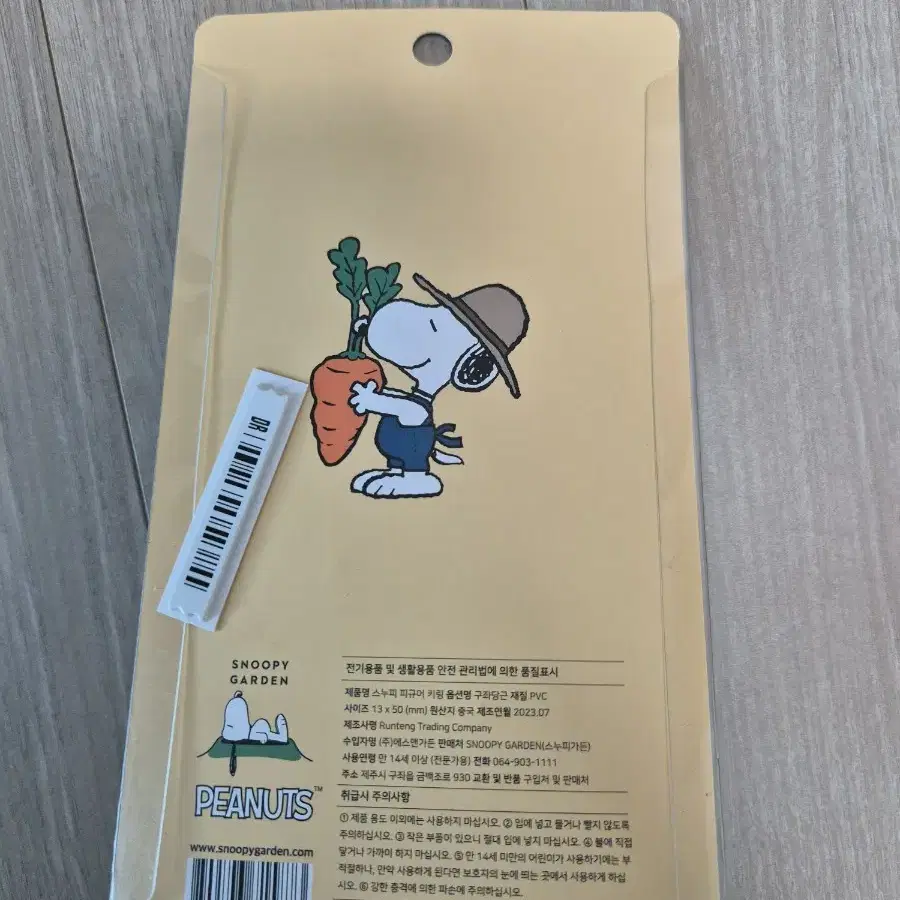 DR
SNOOPY
GARDEN
PEANUTS™
www.snoopygarden.com
전기용품 및 생활용품 안전 관리법에 의한 품질표시
제품명 스누피 피규어 키링 옵션명 구좌당근 재질 PVC
사이즈 13 x 50 (mm) 원산지 중국 제조연월 2023.07
제조사명 Runteng Trading Company
수입자명 (주)에스앤가든 판매처 SNOOPY GARDEN(스누피가든)
사용연령 만 14세 이상 (전문가용) 전화 064-903-1111
주소 제주시 구좌읍 금백조로 930 교환 및 반품 구입처 및 판매처
취급시 주의사항
① 제품 용도 이외에는 사용하지 마십시오. ② 입에 넣고 물거나 빨지 않도록
주의하십시오. ③ 작은 부품이 있으니 절대 입에 넣지 마십시오. ④ 불에 직접
닿거나 가까이 하지 마십시오. ⑤ 만 14세 미만의 어린이가 사용하기에는 부
적절하나, 만약 사용하게 된다면 보호자의 눈에 띄는 곳에서 사용하게 하십
시오. ⑥ 강한 충격에 의한 파손에 주의하십시오.